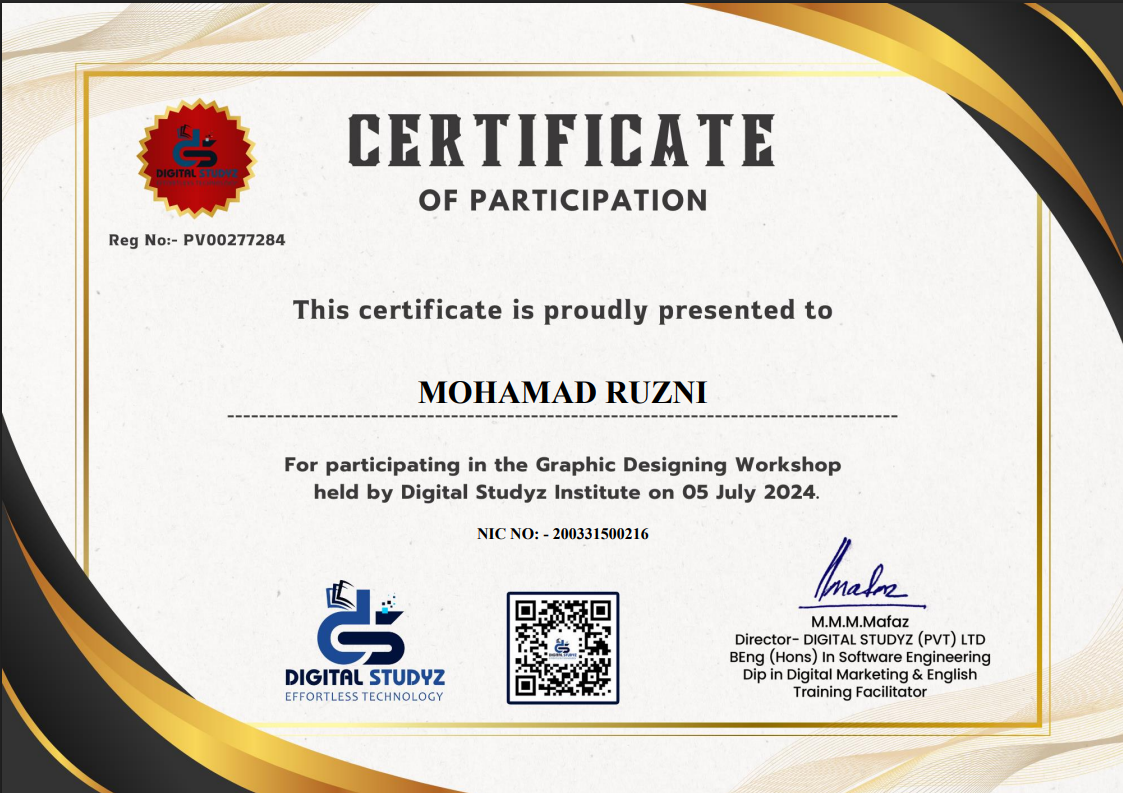 CERTIFICATE
OF PARTICIPATION
DIGITAL STUDYZ
Reg No:- PV00277284
This certificate is proudly presented to
MOHAMAD RUZNI
For participating in the Graphic Designing Workshop
held by Digital Studyz Institute on 05 July 2024.
NIC NO: - 200331500216
DIGITAL STUDYZ
EFFORTLESS TECHNOLOGY
M.M.M.Mafaz
Director- DIGITAL STUDYZ (PVT) LTD
BEng (Hons) In Software Engineering
Dip in Digital Marketing & English
Training Facilitator